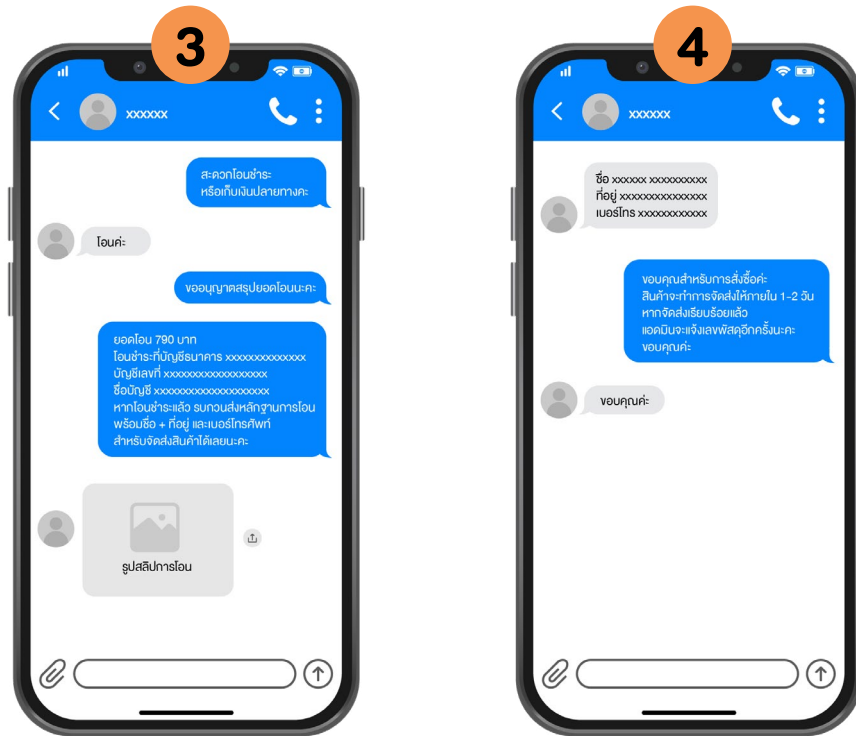 3
xxxxxx
สะดวกโอนชำระ
หรือเก็บเงินปลายทางคะ
โอนค่ะ
ขออนุญาตสรุปยอดโอนนะคะ
ยอดโอน 790 บาท
โอนชำระที่บัญชีธนาคาร xxxxxxxxxxxxxx
บัญชีเลขที่ xxxxxxxxxxxxxxxxxx
ชื่อบัญชี xxxxxxxxxxxxxxxxxxxx
หากโอนชำระแล้ว รบกวนส่งหลักฐานการโอน
พร้อมชื่อ + ที่อยู่ และเบอร์โทรศัพท์
สำหรับจัดส่งสินค้าได้เลยนะคะ
รูปสลิปการโอน
4
xxxxxx
ชื่อ xxxxxx xxxxxxxxxx
ที่อยู่ xxxxxxxxxxxxxxx
เบอร์โทร xxxxxxxxxxxx
ขอบคุณสำหรับการสั่งซื้อค่ะ
สินค้าจะทำการจัดส่งให้ภายใน 1-2 วัน
หากจัดส่งเรียบร้อยแล้ว
แอดมินจะแจ้งเลขพัสดุอีกครั้งนะคะ
ขอบคุณค่ะ
ขอบคุณค่ะ